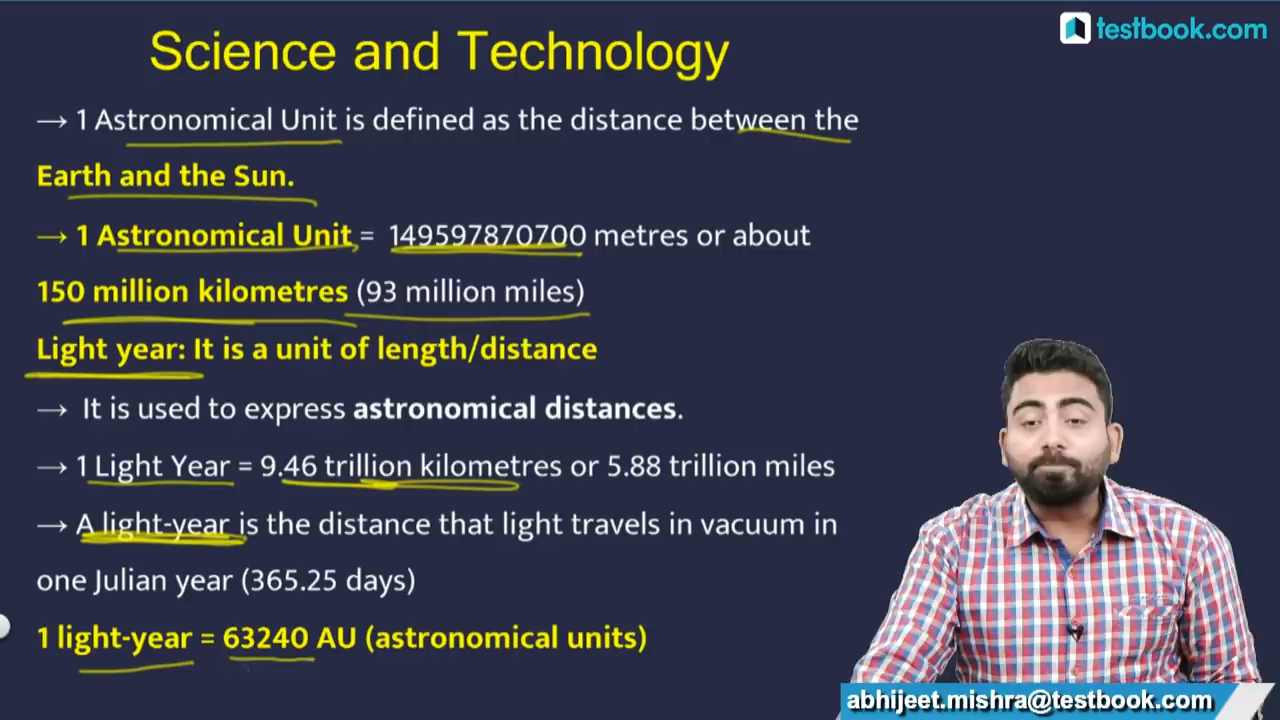 testbook.com
Science and Technology
→ 1 Astronomical Unit is defined as the distance between the
Earth and the Sun.
→ 1 Astronomical Unit = 149597870700 metres or about
150 million kilometres (93 million miles)
Light year: It is a unit of length/distance
→ It is used to express astronomical distances.
→ 1 Light Year = 9.46 trillion kilometres or 5.88 trillion miles
→ A light-year is the distance that light travels in vacuum in
one Julian year (365.25 days)
1 light-year = 63240 AU (astronomical units)
abhijeet.mishra@testbook.com